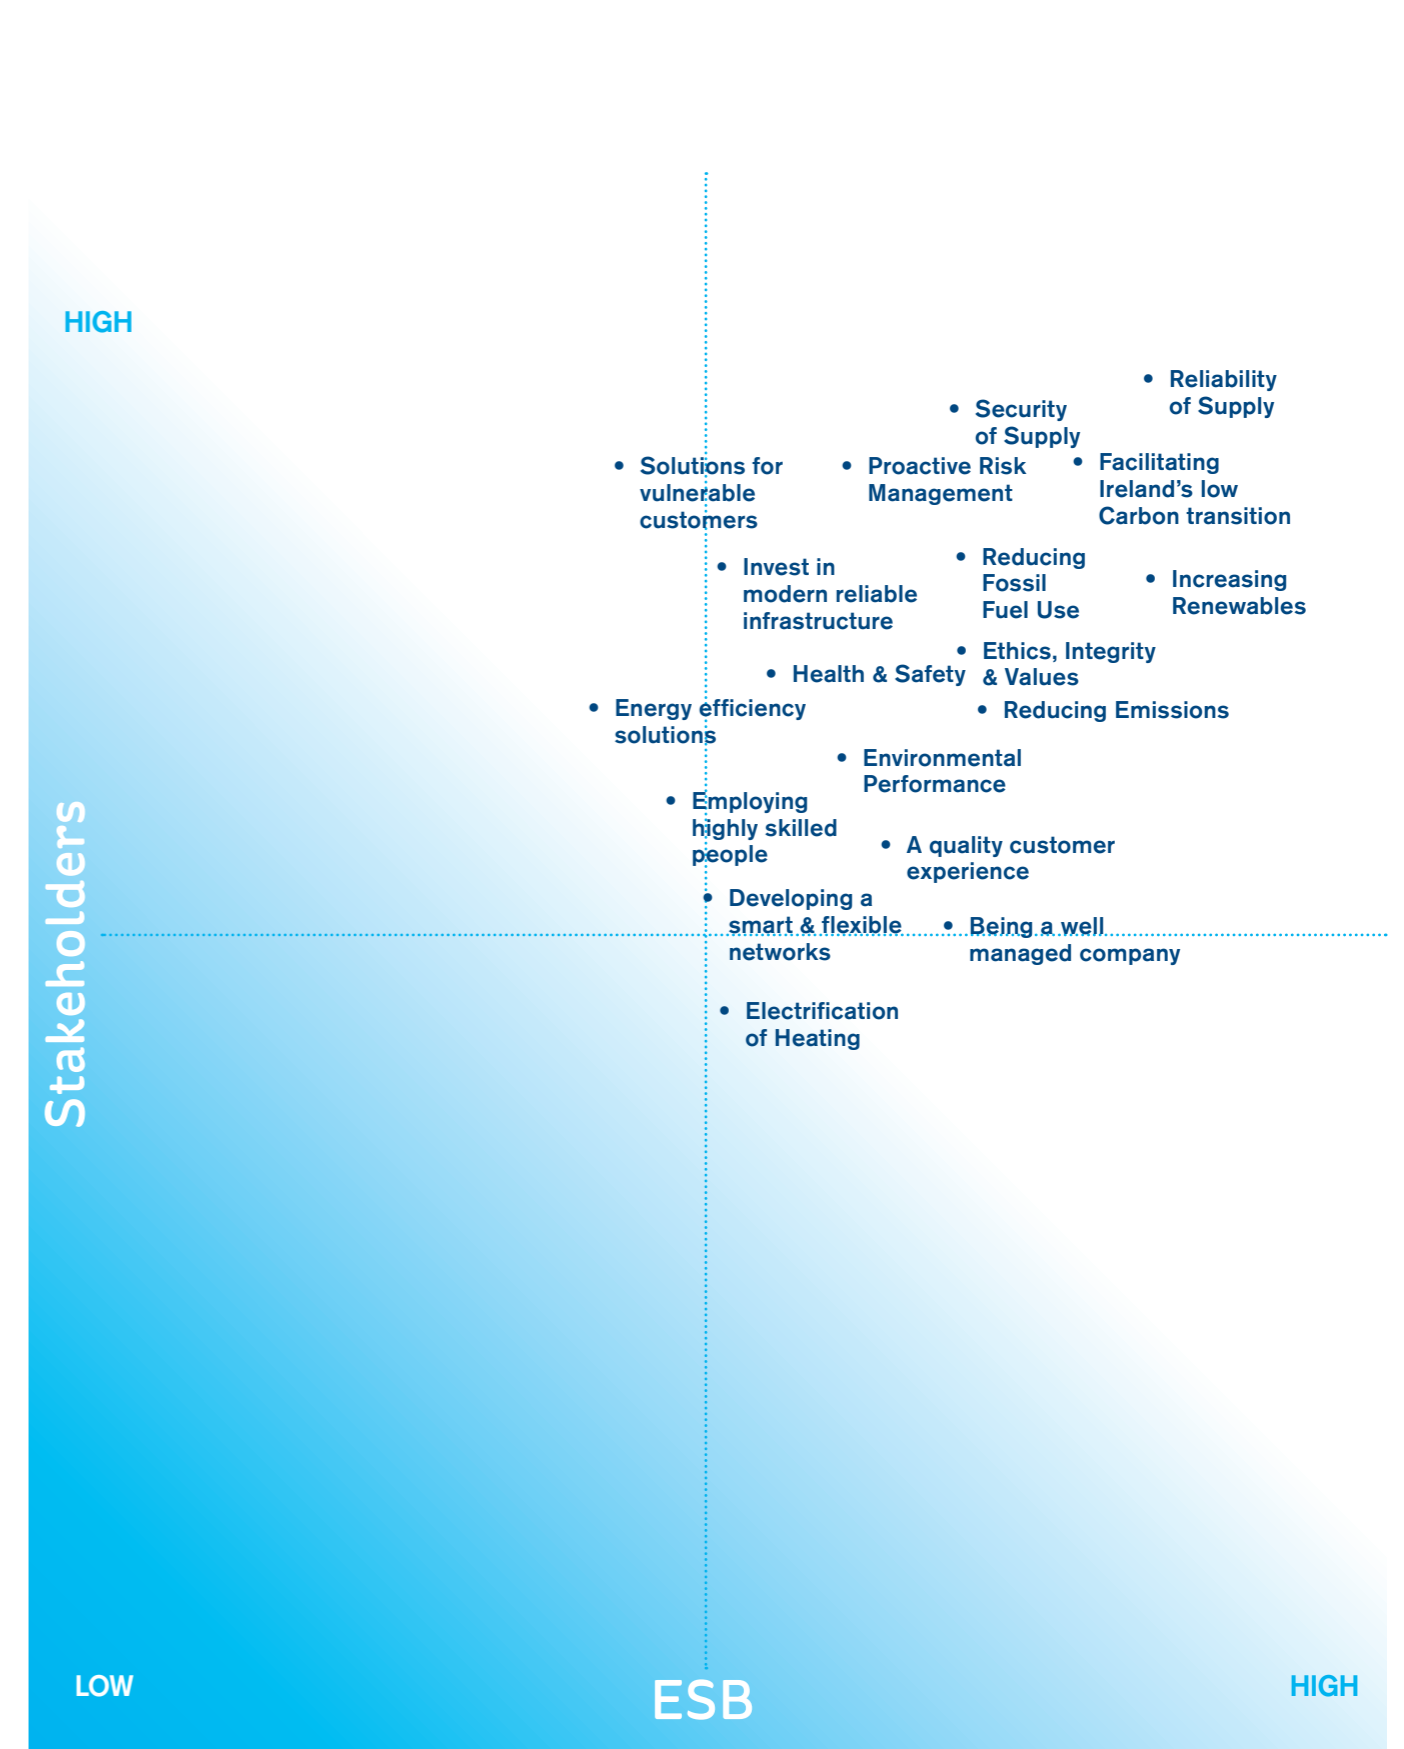 HIGH
Reliability
of Supply
Security
of Supply
Solutions for
vulnerable
customers
Proactive Risk
Management
Facilitating
Ireland’s low
Carbon transition
Invest in
modern reliable
infrastructure
Reducing
Fossil
Fuel Use
Increasing
Renewables
Ethics, Integrity
& Values
Health & Safety
Energy efficiency
solutions
Reducing Emissions
Environmental
Performance
Employing
highly skilled
people
A quality customer
experience
Developing a
smart & flexible
networks
Being a well
managed company
Electrification
of Heating
Stakeholders
LOW
ESB
HIGH